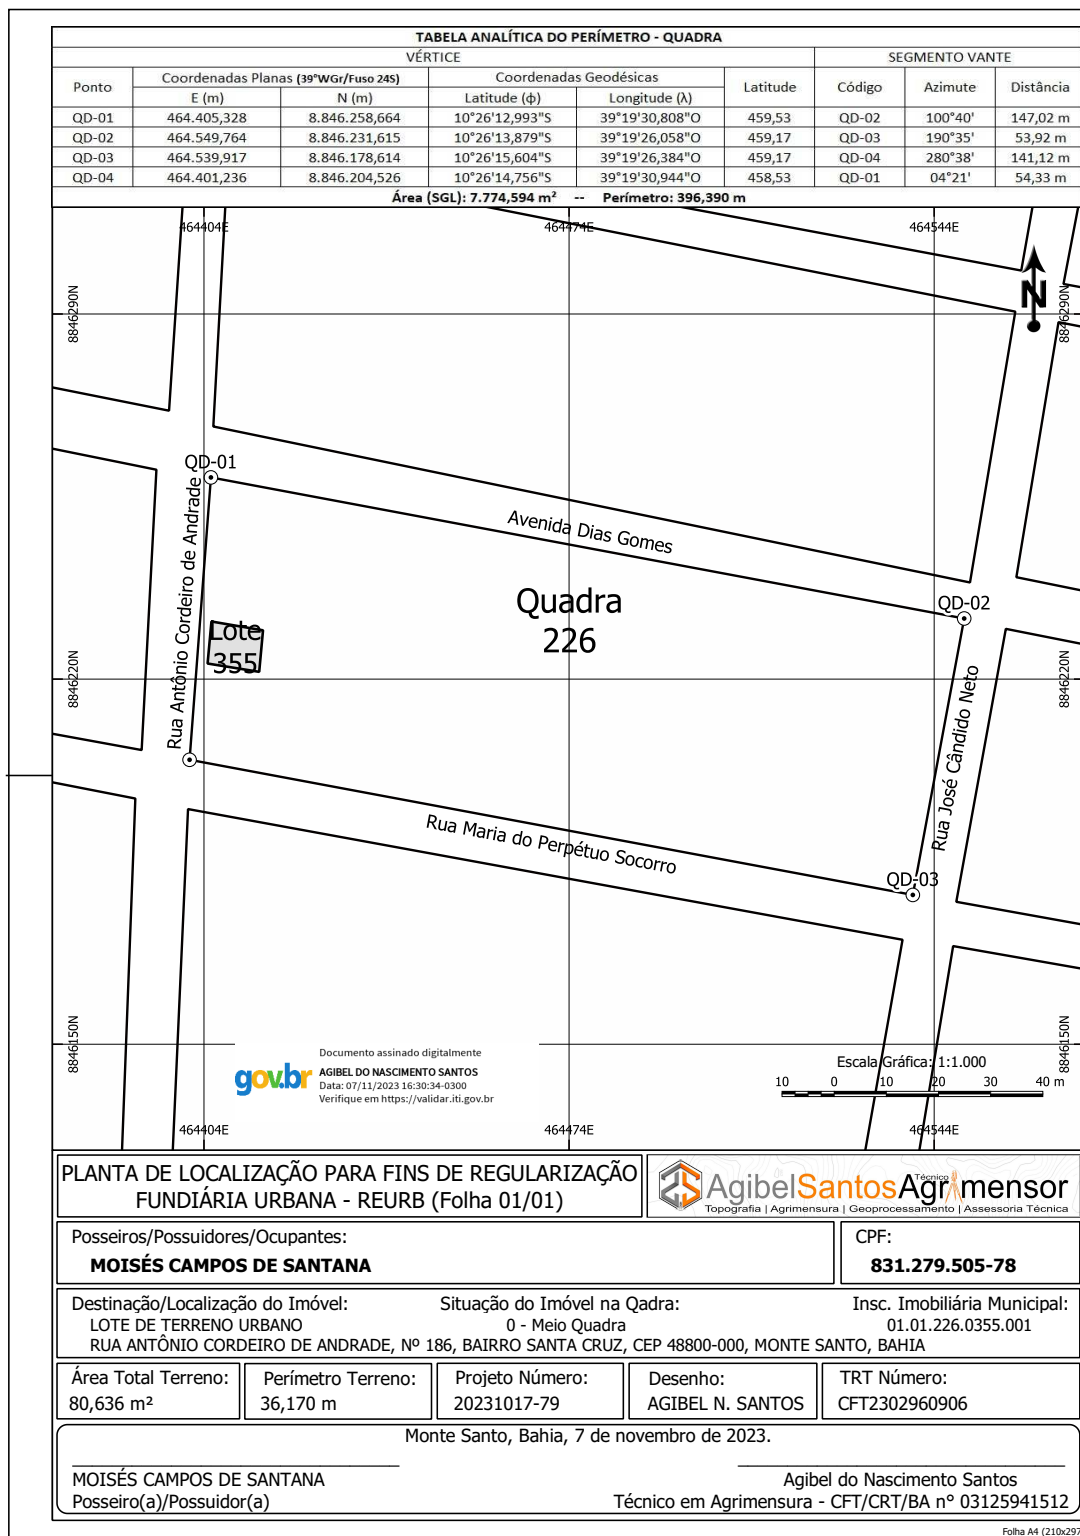 TABELA ANALÍTICA DO PERÍMETRO - QUADRA
VÉRTICE SEGMENTO VANTE
Ponto Coordenadas Planas (39°WGr/Fuso 24S) Coordenadas Geodésicas Latitude Código Azimute Distância
E (m) N (m) Latitude (ф) Longitude (λ)
QD-01 464.405,328 8.846.258,664 10°26'12,993"S 39°19'30,808"O 459,53 QD-02 100°40' 147,02 m
QD-02 464.549,764 8.846.231,615 10°26'13,879"S 39°19'26,058"O 459,17 QD-03 190°35' 53,92 m
QD-03 464.539,917 8.846.178,614 10°26'15,604"S 39°19'26,384"O 459,17 QD-04 280°38' 141,12 m
QD-04 464.401,236 8.846.204,526 10°26'14,756"S 39°19'30,944"O 458,53 QD-01 04°21' 54,33 m
Área (SGL): 7.774,594 m² -- Perímetro: 396,390 m
464404E 464474E 464544E
N
8846290N 8846290N
QD-01
Avenida Dias Gomes
Rua Antônio Cordeiro de Andrade
Quadra
226
QD-02
Lote
355
8846220N 8846220N
Rua José Cândido Neto
Rua Maria do Perpétuo Socorro
QD-03
8846150N 8846150N
gov.br
Documento assinado digitalmente
AGIBEL DO NASCIMENTO SANTOS
Data: 07/11/2023 16:30:34-0300
Verifique em https://validar.iti.gov.br
Escala Gráfica: 1:1.000
10 0 10 20 30 40 m
464404E 464544E
PLANTA DE LOCALIZAÇÃO PARA FINS DE REGULARIZAÇÃO
FUNDIÁRIA URBANA - REURB (Folha 01/01)
Técnico
AgibelSantosAgrimensor
Topografia | Agrimensura | Geoprocessamento | Assessoria Técnica
Posseiros/Possuidores/Ocupantes: CPF:
MOISÉS CAMPOS DE SANTANA 831.279.505-78
Destinação/Localização do Imóvel: Situação do Imóvel na Qadra: Insc. Imobiliária Municipal:
LOTE DE TERRENO URBANO 0 - Meio Quadra 01.01.226.0355.001
RUA ANTÔNIO CORDEIRO DE ANDRADE, Nº 186, BAIRRO SANTA CRUZ, CEP 48800-000, MONTE SANTO, BAHIA
Área Total Terreno: Perímetro Terreno: Projeto Número: Desenho: TRT Número:
80,636 m² 36,170 m 20231017-79 AGIBEL N. SANTOS CFT2302960906
Monte Santo, Bahia, 7 de novembro de 2023.
MOISÉS CAMPOS DE SANTANA Agibel do Nascimento Santos
Posseiro(a)/Possuidor(a) Técnico em Agrimensura - CFT/CRT/BA nº 03125941512
Folha A4 (210x297